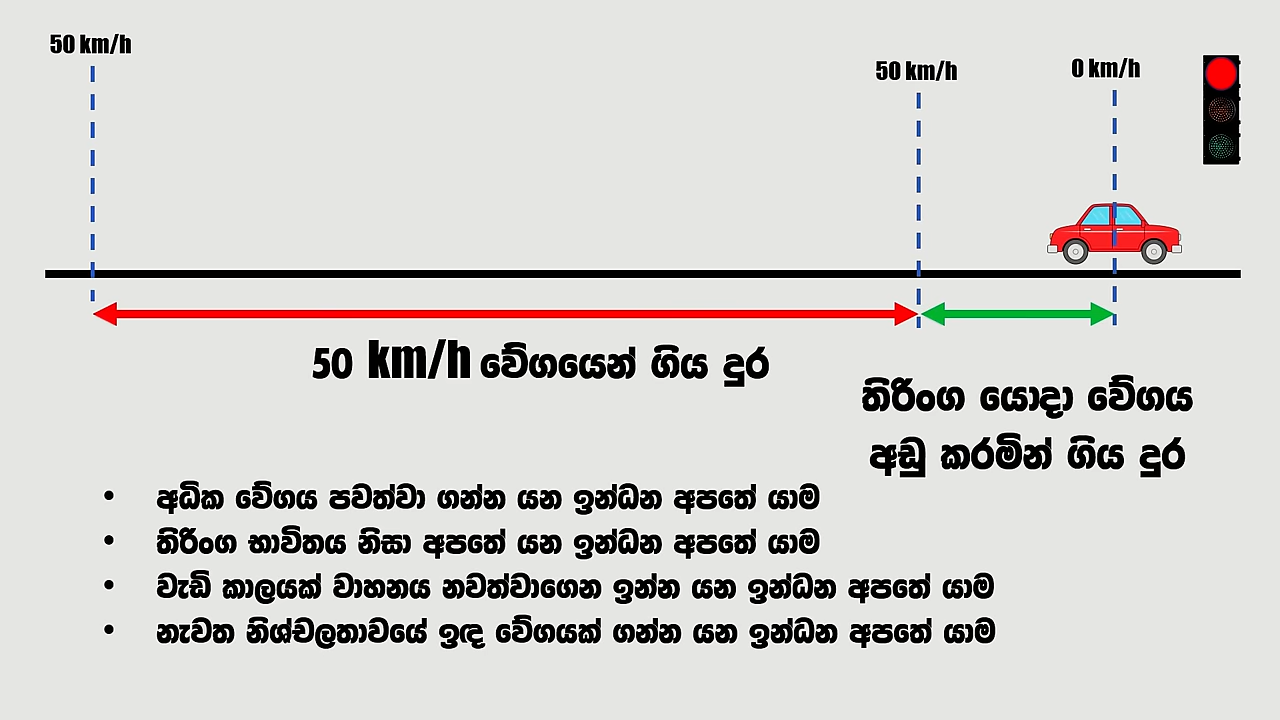 50 km/h
50 km/h
0 km/h
50 km/h වේගයෙන් ගිය දුර
තිරිංග යොදා වේගය
අඩු කරමින් ගිය දුර
• අධික වේගය පවත්වා ගන්න යන ඉන්ධන අපතේ යාම
• තිරිංග භාවිතය නිසා අපතේ යන ඉන්ධන අපතේ යාම
• වැඩි කාලයක් වාහනය නවත්වාගෙන ඉන්න යන ඉන්ධන අපතේ යාම
• නැවත නිශ්චලතාවයේ ඉඳ වේගයක් ගන්න යන ඉන්ධන අපතේ යාම